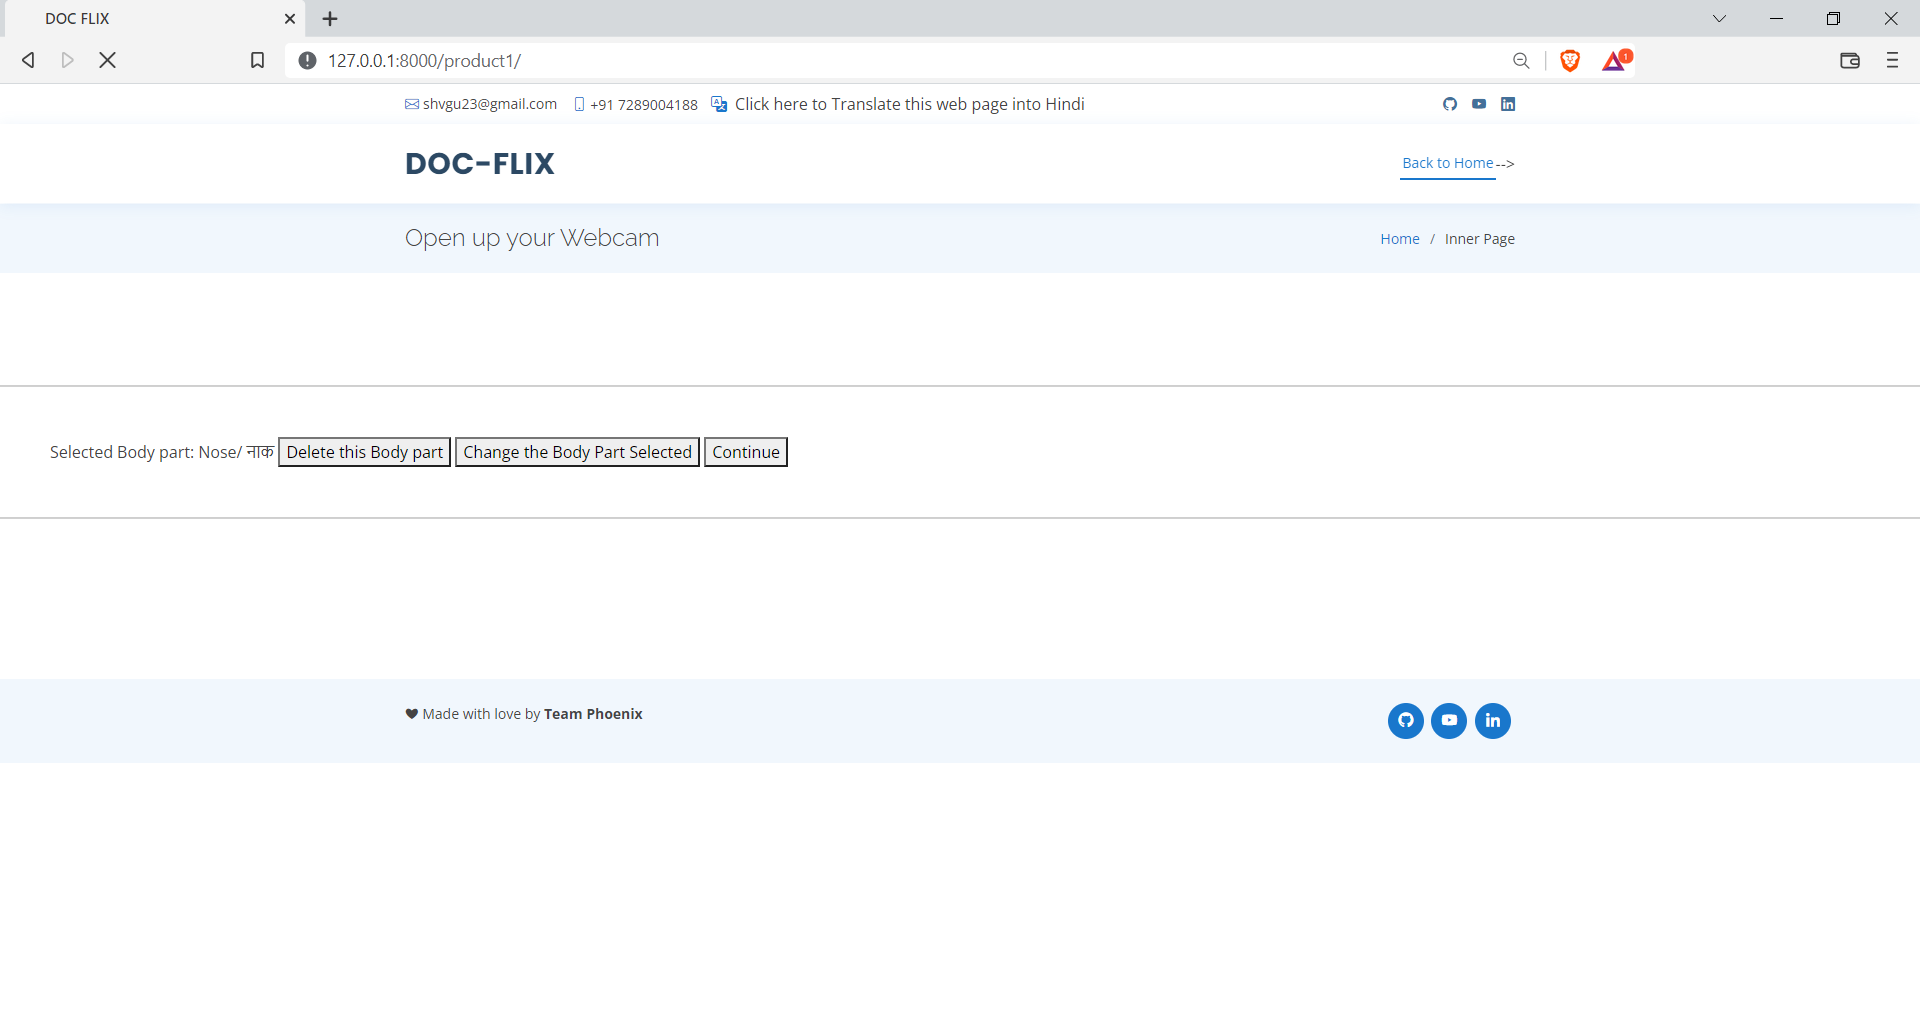 DOC FLIX
127.0.0.1:8000/product1/
1
shvgu23@gmail.com +91 7289004188 Click here to Translate this web page into Hindi
DOC-FLIX
Back to Home-->
Open up your Webcam
Home / Inner Page
Selected Body part: Nose/ नाक Delete this Body part Change the Body Part Selected Continue
Made with love by Team Phoenix